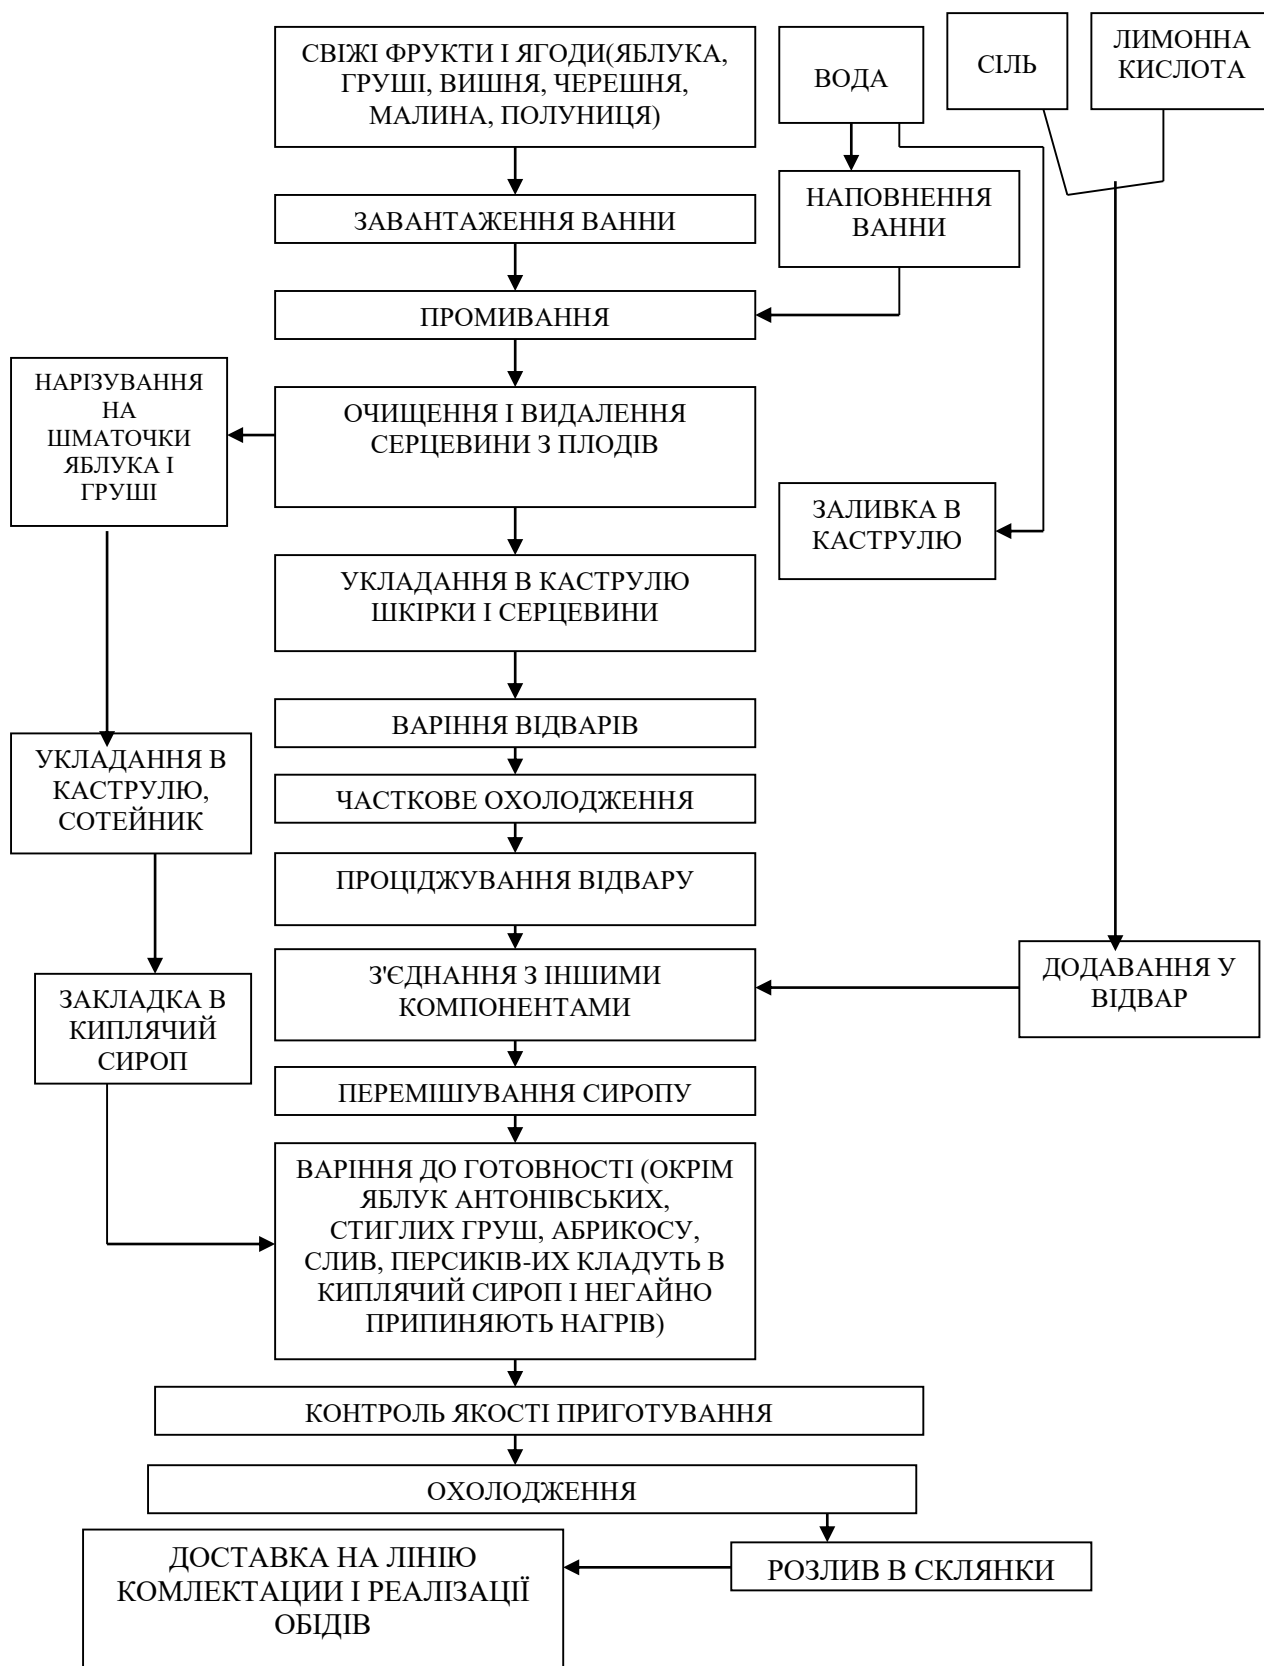 СВІЖІ ФРУКТИ І ЯГОДИ(ЯБЛУКА,
ГРУШІ, ВИШНЯ, ЧЕРЕШНЯ,
МАЛИНА, ПОЛУНИЦЯ)
ВОДА
СІЛЬ
ЛИМОННА
КИСЛОТА
ЗАВАНТАЖЕННЯ ВАННИ
НАПОВНЕННЯ
ВАННИ
ПРОМИВАННЯ
НАРІЗУВАННЯ
НА
ШМАТОЧКИ
ЯБЛУКА І
ГРУШІ
ОЧИЩЕННЯ І ВИДАЛЕННЯ
СЕРЦЕВИНИ З ПЛОДІВ
ЗАЛИВКА В
КАСТРУЛЮ
УКЛАДАННЯ В КАСТРУЛЮ
ШКІРКИ І СЕРЦЕВИНИ
ВАРІННЯ ВІДВАРІВ
УКЛАДАННЯ В
КАСТРУЛЮ,
СОТЕЙНИК
ЧАСТКОВЕ ОХОЛОДЖЕННЯ
ПРОЦІДЖУВАННЯ ВІДВАРУ
З'ЄДНАННЯ З ІНШИМИ
КОМПОНЕНТАМИ
ДОДАВАННЯ У
ВІДВАР
ЗАКЛАДКА В
КИПЛЯЧИЙ
СИРОП
ПЕРЕМІШУВАННЯ СИРОПУ
ВАРІННЯ ДО ГОТОВНОСТІ (ОКРІМ
ЯБЛУК АНТОНІВСЬКИХ,
СТИГЛИХ ГРУШ, АБРИКОСУ,
СЛИВ, ПЕРСИКІВ-ИХ КЛАДУТЬ В
КИПЛЯЧИЙ СИРОП І НЕГАЙНО
ПРИПИНЯЮТЬ НАГРІВ)
КОНТРОЛЬ ЯКОСТІ ПРИГОТУВАННЯ
ОХОЛОДЖЕННЯ
РОЗЛИВ В СКЛЯНКИ
ДОСТАВКА НА ЛІНІЮ
КОМЛЕКТАЦИИ І РЕАЛІЗАЦІЇ
ОБІДІВ